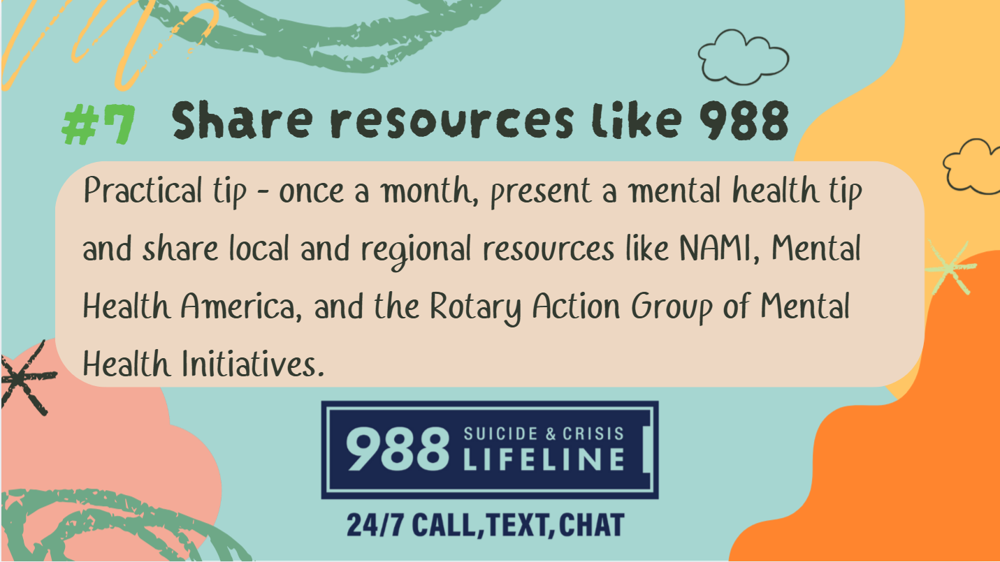 #7 Share resources like 988
Practical tip - once a month, present a mental health tip
and share local and regional resources like NAMI, Mental
Health America, and the Rotary Action Group of Mental
Health Initiatives.
988 SUICIDE & CRISIS
LIFELINE
24/7 CALL,TEXT,CHAT